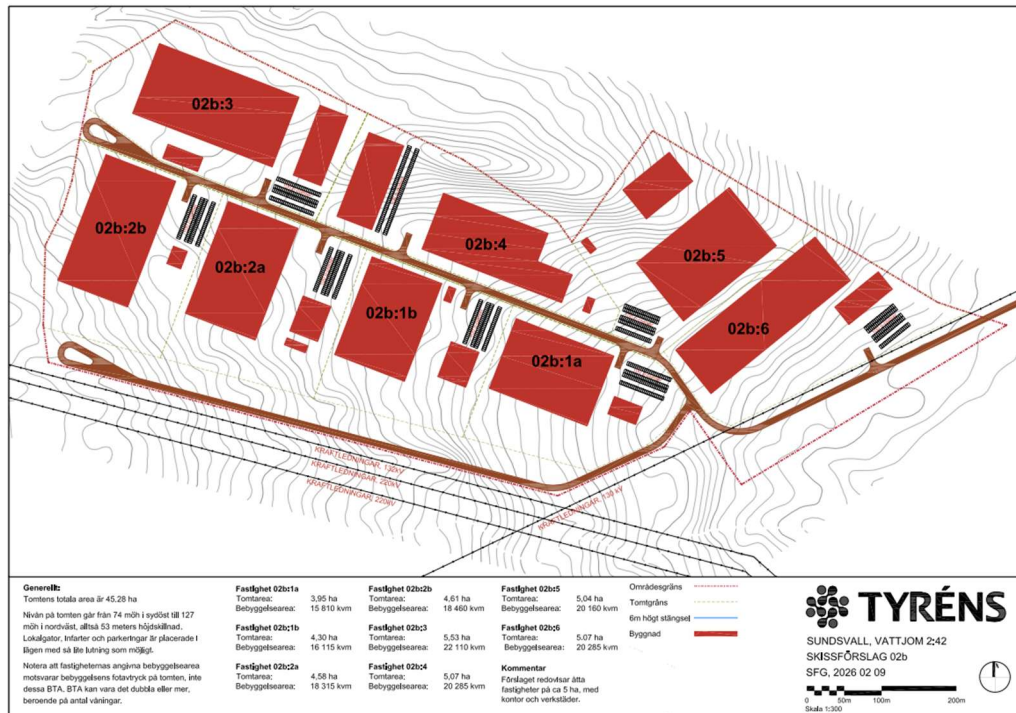 02b:3
02b:2b
02b:2a
02b:1b
02b:4
02b:5
02b:6
02b:1a
KRAFTLEDNINGAR, 132kV
KRAFTLEDNINGAR, 220kV
KRAFTLEDNINGAR, 220kV
KRAFTLEDNINGAR, 130 kV
Generellt:
Tomtens totala area är 45,28 ha
Nivån på tomten går från 74 möh i sydöst till 127
möh i nordväst, alltså 53 meters höjdskillnad.
Lokalgator, infarter och parkeringar är placerade i
lägen med så lite lutning som möjligt.
Notera att fastigheternas angivna bebyggelsearea
motsvarar bebyggelsens fotavtryck på tomten, inte
dessa BTA. BTA kan vara det dubbla eller mer,
beroende på antal våningar.
Fastighet 02b:1a
Tomtarea: 3,95 ha
Bebyggelsearea: 15 810 kvm
Fastighet 02b;1b
Tomtarea: 4,30 ha
Bebyggelsearea: 16 115 kvm
Fastighet 02b:2a
Tomtarea: 4,58 ha
Bebyggelsearea: 18 315 kvm
Fastighet 02b:2b
Tomtarea: 4,61 ha
Bebyggelsearea: 18 460 kvm
Fastighet 02b:3
Tomtarea: 5,53 ha
Bebyggelsearea: 22 110 kvm
Fastighet 02b:4
Tomtarea: 5,07 ha
Bebyggelsearea: 20 285 kvm
Fastighet 02b:5
Tomtarea: 5,04 ha
Bebyggelsearea: 20 160 kvm
Fastighet 02b;6
Tomtarea: 5.07 ha
Bebyggelsearea: 20 285 kvm
Kommentar
Förslaget redovisar åtta
fastigheter på ca 5 ha, med
kontor och verkstäder.
Områdesgräns
Tomtgräns
6m högt stängsel
Byggnad
TYRÉNS
SUNDSVALL, VATTJOM 2:42
SKISSFÖRSLAG 02b
SFG, 2026 02 09
0 50m 100m 200m
Skala 1:300